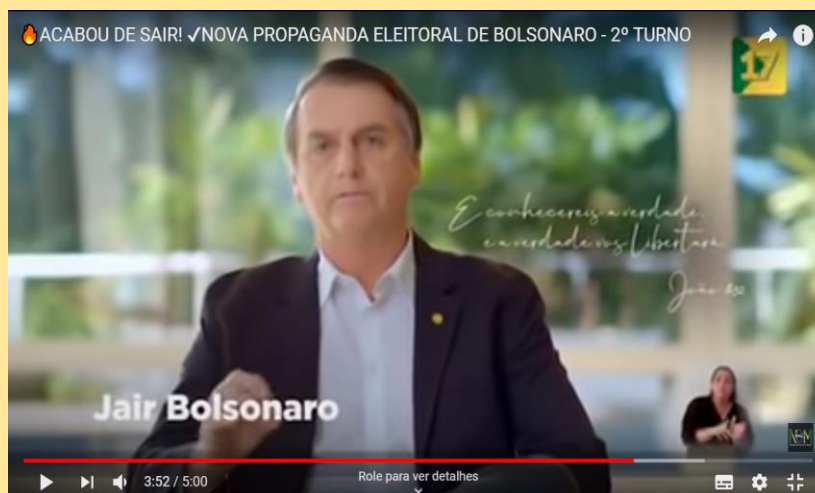 🔥ACABOU DE SAIR! ✓NOVA PROPAGANDA ELEITORAL DE BOLSONARO - 2º TURNO
17
E conhecereis a verdade,
e a verdade vos Libertará.
João 8:32
Jair Bolsonaro
3:52 / 5:00
Role para ver detalhes